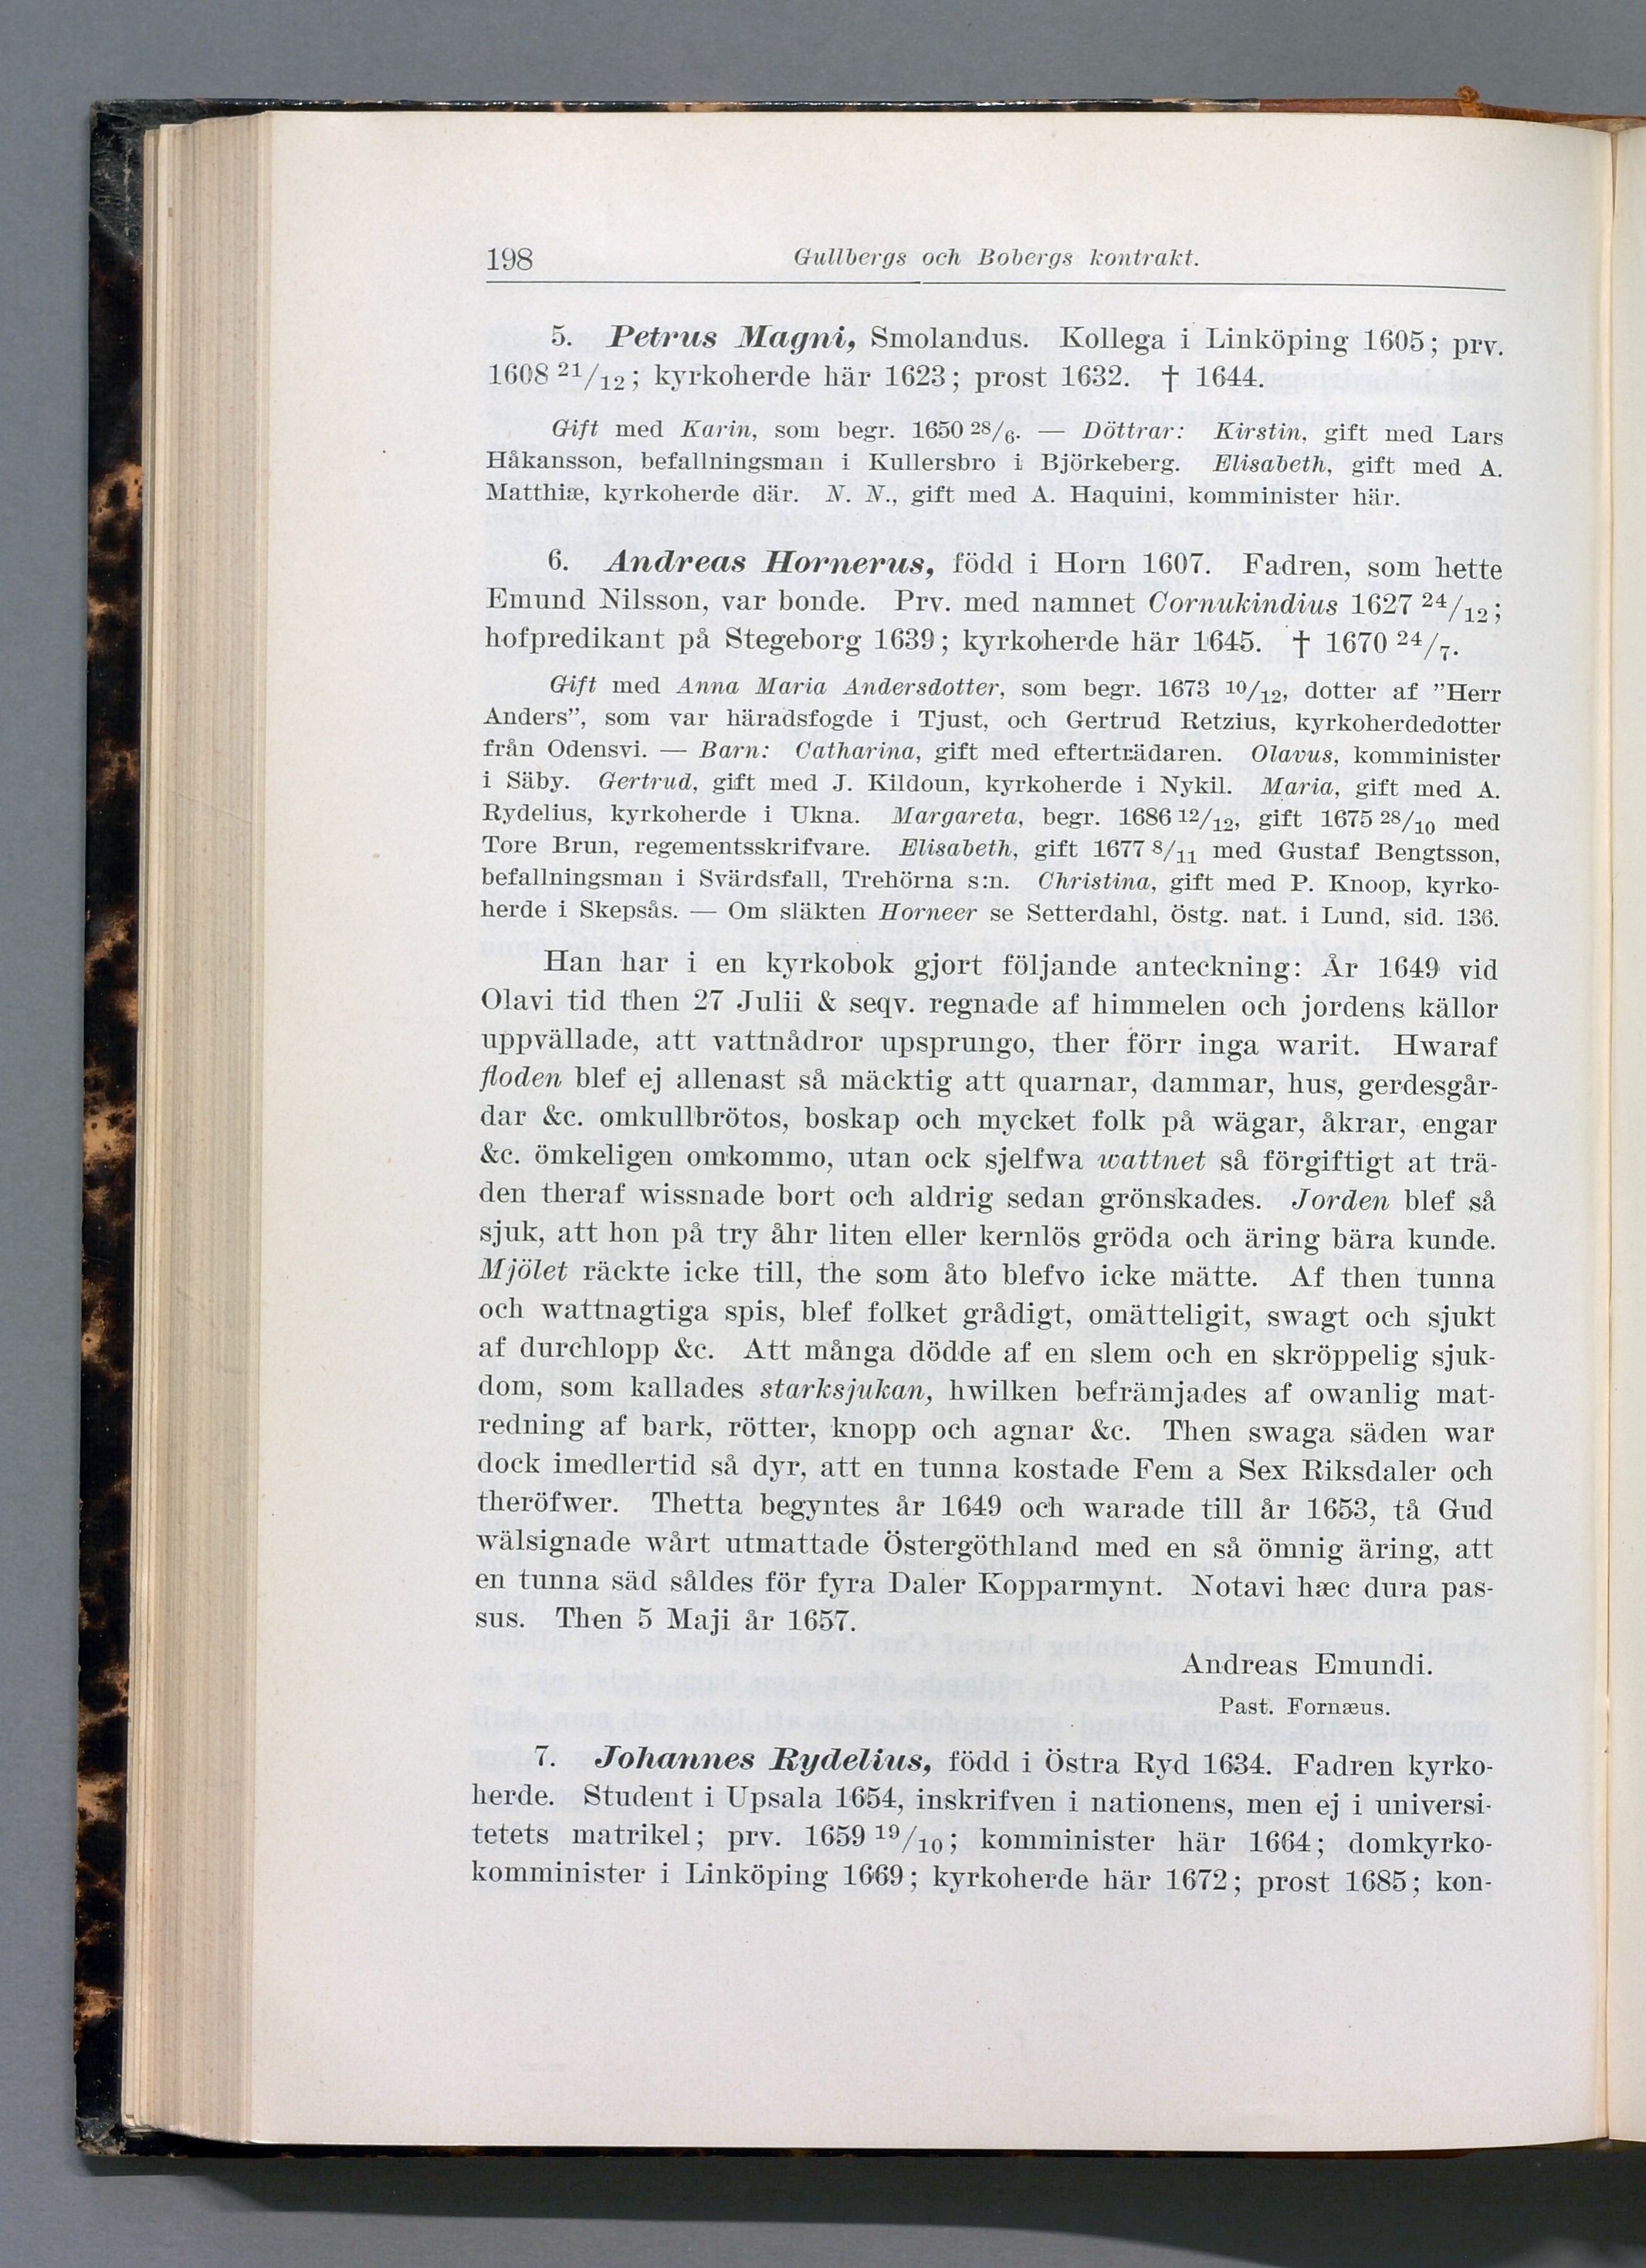 198 Gullbergs och Bobergs kontrakt.
5. Petrus Magni, Smolandus. Kollega i Linköping 1605; prv.
1608 21/12; kyrkoherde här 1623; prost 1632. † 1644.
Gift med Karin, som begr. 1650 28/6. — Döttrar: Kirstin, gift med Lars
Håkansson, befallningsman i Kullersbro i Björkeberg. Elisabeth, gift med A.
Matthiæ, kyrkoherde där. N. N., gift med A. Haquini, komminister här.
6. Andreas Hornerus, född i Horn 1607. Fadren, som hette
Emund Nilsson, var bonde. Prv. med namnet Cornukindius 1627 24/12;
hofpredikant på Stegeborg 1639; kyrkoherde här 1645. † 1670 24/7.
Gift med Anna Maria Andersdotter, som begr. 1673 10/12, dotter af ”Herr
Anders”, som var häradsfogde i Tjust, och Gertrud Retzius, kyrkoherdedotter
från Odensvi. — Barn: Catharina, gift med efterträdaren. Olavus, komminister
i Säby. Gertrud, gift med J. Kildoun, kyrkoherde i Nykil. Maria, gift med A.
Rydelius, kyrkoherde i Ukna. Margareta, begr. 1686 12/12, gift 1675 28/10 med
Tore Brun, regementsskrifvare. Elisabeth, gift 1677 8/11 med Gustaf Bengtsson,
befallningsman i Svärdsfall, Trehörna s:n. Christina, gift med P. Knoop, kyrko-
herde i Skepsås. — Om släkten Horneer se Setterdahl, Östg. nat. i Lund, sid. 136.
Han har i en kyrkobok gjort följande anteckning: År 1649 vid
Olavi tid then 27 Julii & seqv. regnade af himmelen och jordens källor
uppvällade, att vattnådror upsprungo, ther förr inga warit. Hwaraf
floden blef ej allenast så mäcktig att quarnar, dammar, hus, gerdesgår-
dar &c. omkullbrötos, boskap och mycket folk på wägar, åkrar, engar
&c. ömkeligen omkommo, utan ock sjelfwa wattnet så förgiftigt at trä-
den theraf wissnade bort och aldrig sedan grönskades. Jorden blef så
sjuk, att hon på try åhr liten eller kernlös gröda och äring bära kunde.
Mjölet räckte icke till, the som åto blefvo icke mätte. Af then tunna
och wattnagtiga spis, blef folket grådigt, omätteligit, swagt och sjukt
af durchlopp &c. Att många dödde af en slem och en skröppelig sjuk-
dom, som kallades starksjukan, hwilken befrämjades af owanlig mat-
redning af bark, rötter, knopp och agnar &c. Then swaga säden war
dock imedlertid så dyr, att en tunna kostade Fem a Sex Riksdaler och
theröfwer. Thetta begyntes år 1649 och warade till år 1653, tå Gud
wälsignade wårt utmattade Östergöthland med en så ömnig äring, att
en tunna säd såldes för fyra Daler Kopparmynt. Notavi hæc dura pas-
sus. Then 5 Maji år 1657.
Andreas Emundi.
Past. Fornæus.
7. Johannes Rydelius, född i Östra Ryd 1634. Fadren kyrko-
herde. Student i Upsala 1654, inskrifven i nationens, men ej i universi-
tetets matrikel; prv. 1659 19/10; komminister här 1664; domkyrko-
komminister i Linköping 1669; kyrkoherde här 1672; prost 1685; kon-